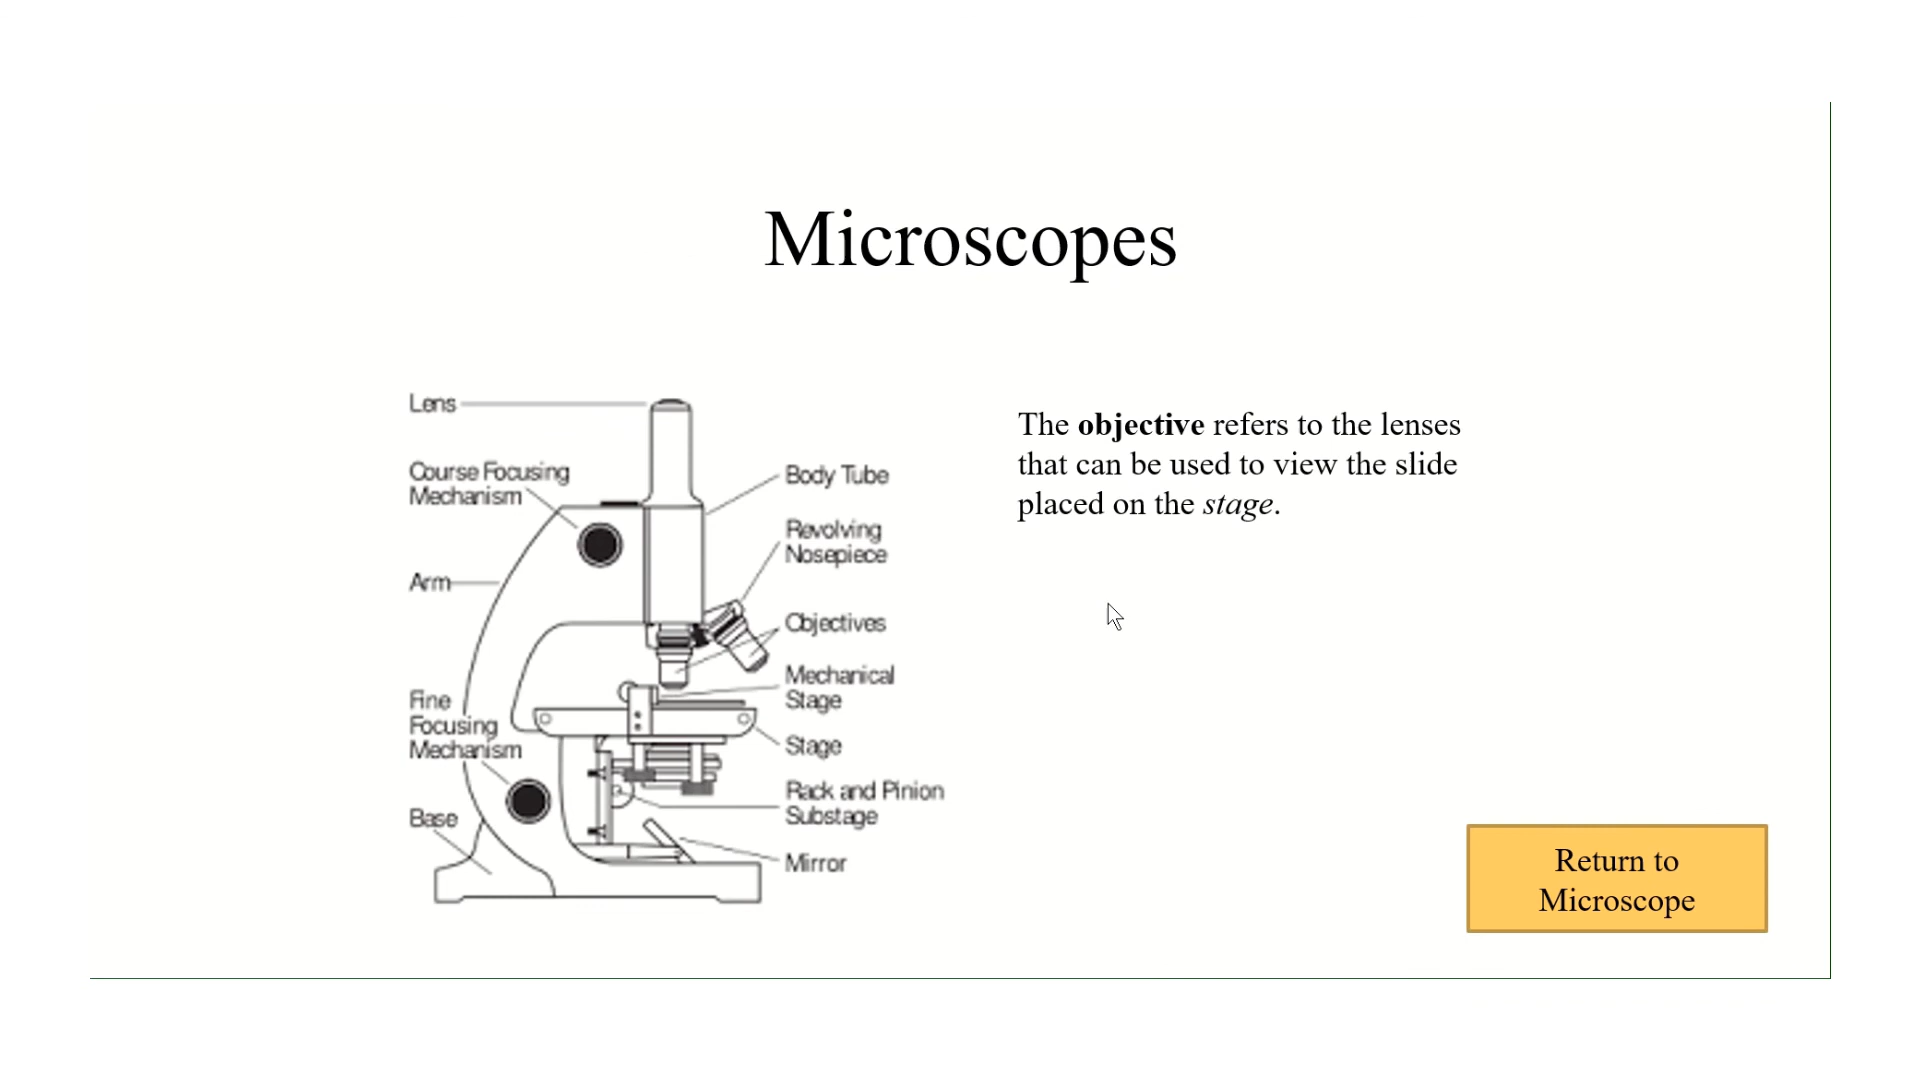 Microscopes
Lens
Course Focusing
Mechanism
Arm
Fine
Focusing
Mechanism
Base
Body Tube
Revolving
Nosepiece
Objectives
Mechanical
Stage
Stage
Rack and Pinion
Substage
Mirror
The objective refers to the lenses
that can be used to view the slide
placed on the stage.
Return to
Microscope